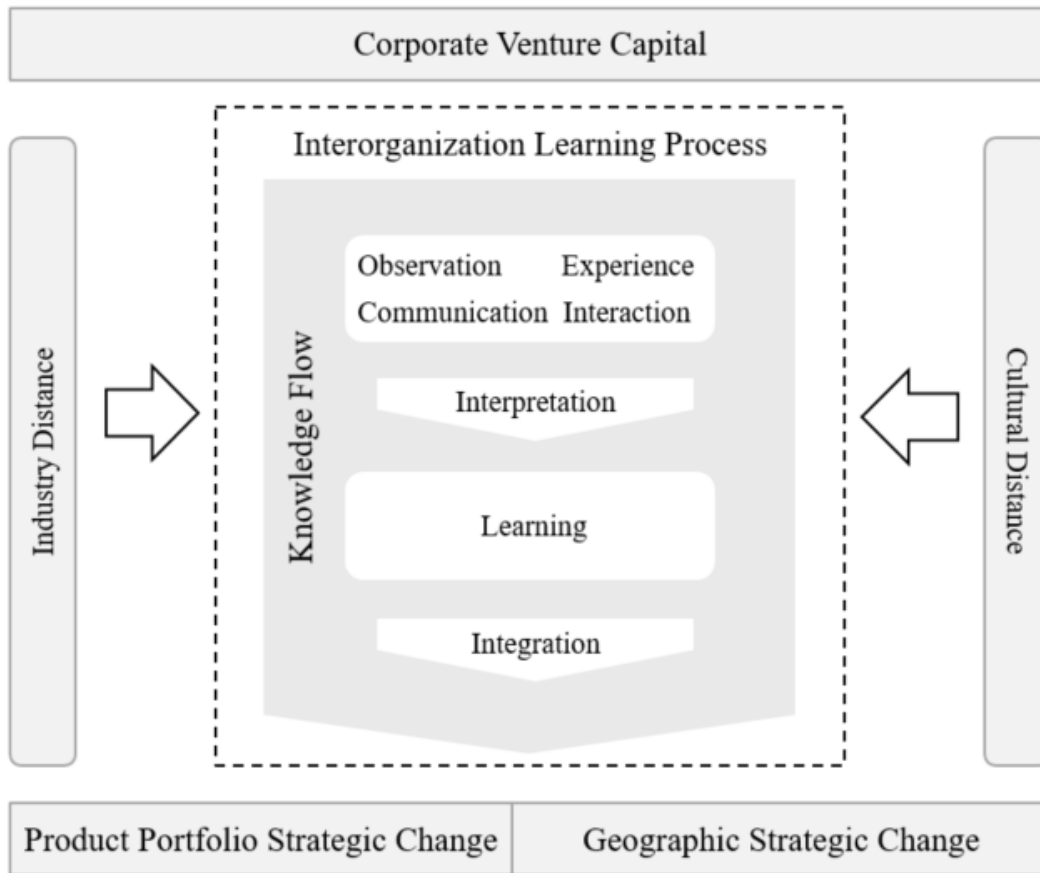 Corporate Venture Capital
Interorganization Learning Process
Industry Distance
Knowledge Flow
Observation Experience
Communication Interaction
Interpretation
Learning
Integration
Cultural Distance
Product Portfolio Strategic Change
Geographic Strategic Change